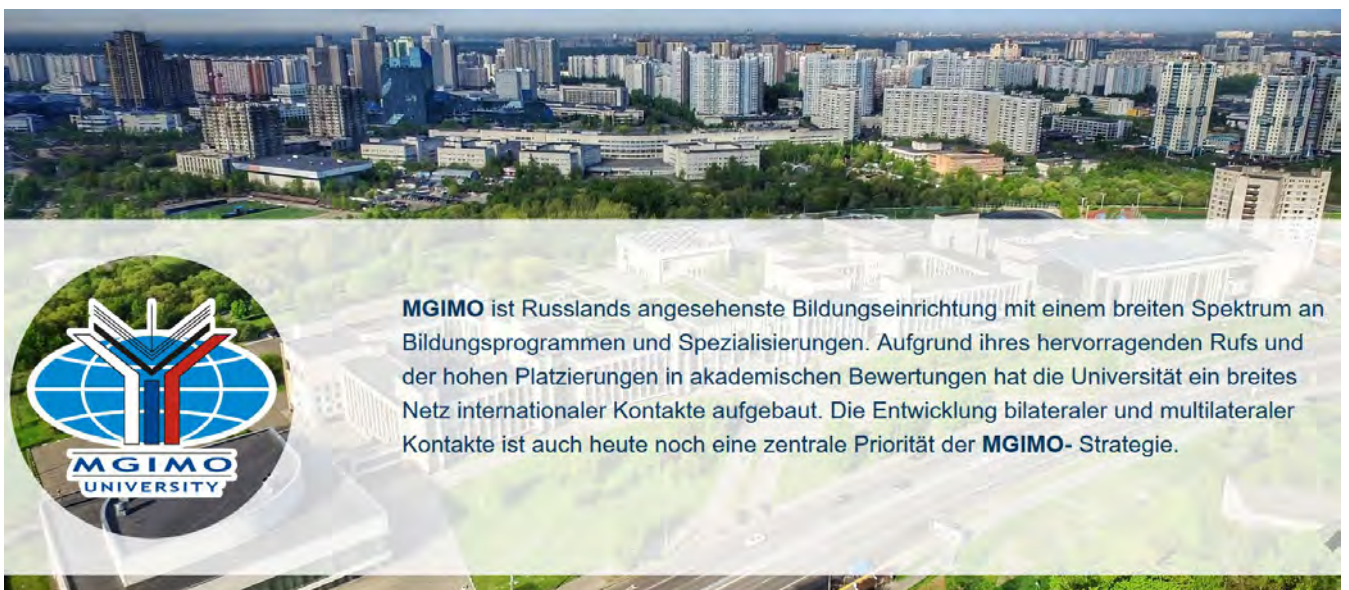 MGIMO ist Russlands angesehenste Bildungseinrichtung mit einem breiten Spektrum an
Bildungsprogrammen und Spezialisierungen. Aufgrund ihres hervorragenden Rufs und
der hohen Platzierungen in akademischen Bewertungen hat die Universität ein breites
Netz internationaler Kontakte aufgebaut. Die Entwicklung bilateraler und multilateraler
Kontakte ist auch heute noch eine zentrale Priorität der MGIMO- Strategie.
MGIMO
UNIVERSITY